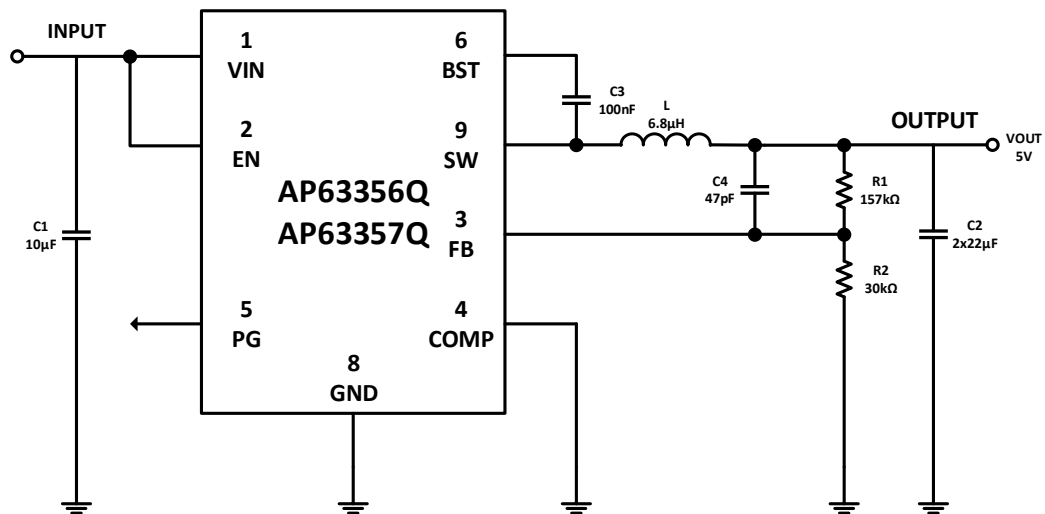 INPUT
1
VIN
2
EN
AP63356Q
AP63357Q
6
BST
9
SW
3
FB
5
PG
4
COMP
8
GND
C1
10µF
C3
100nF
L
6.8µH
C4
47pF
R1
157kΩ
R2
30kΩ
C2
2x22µF
OUTPUT
VOUT
5V